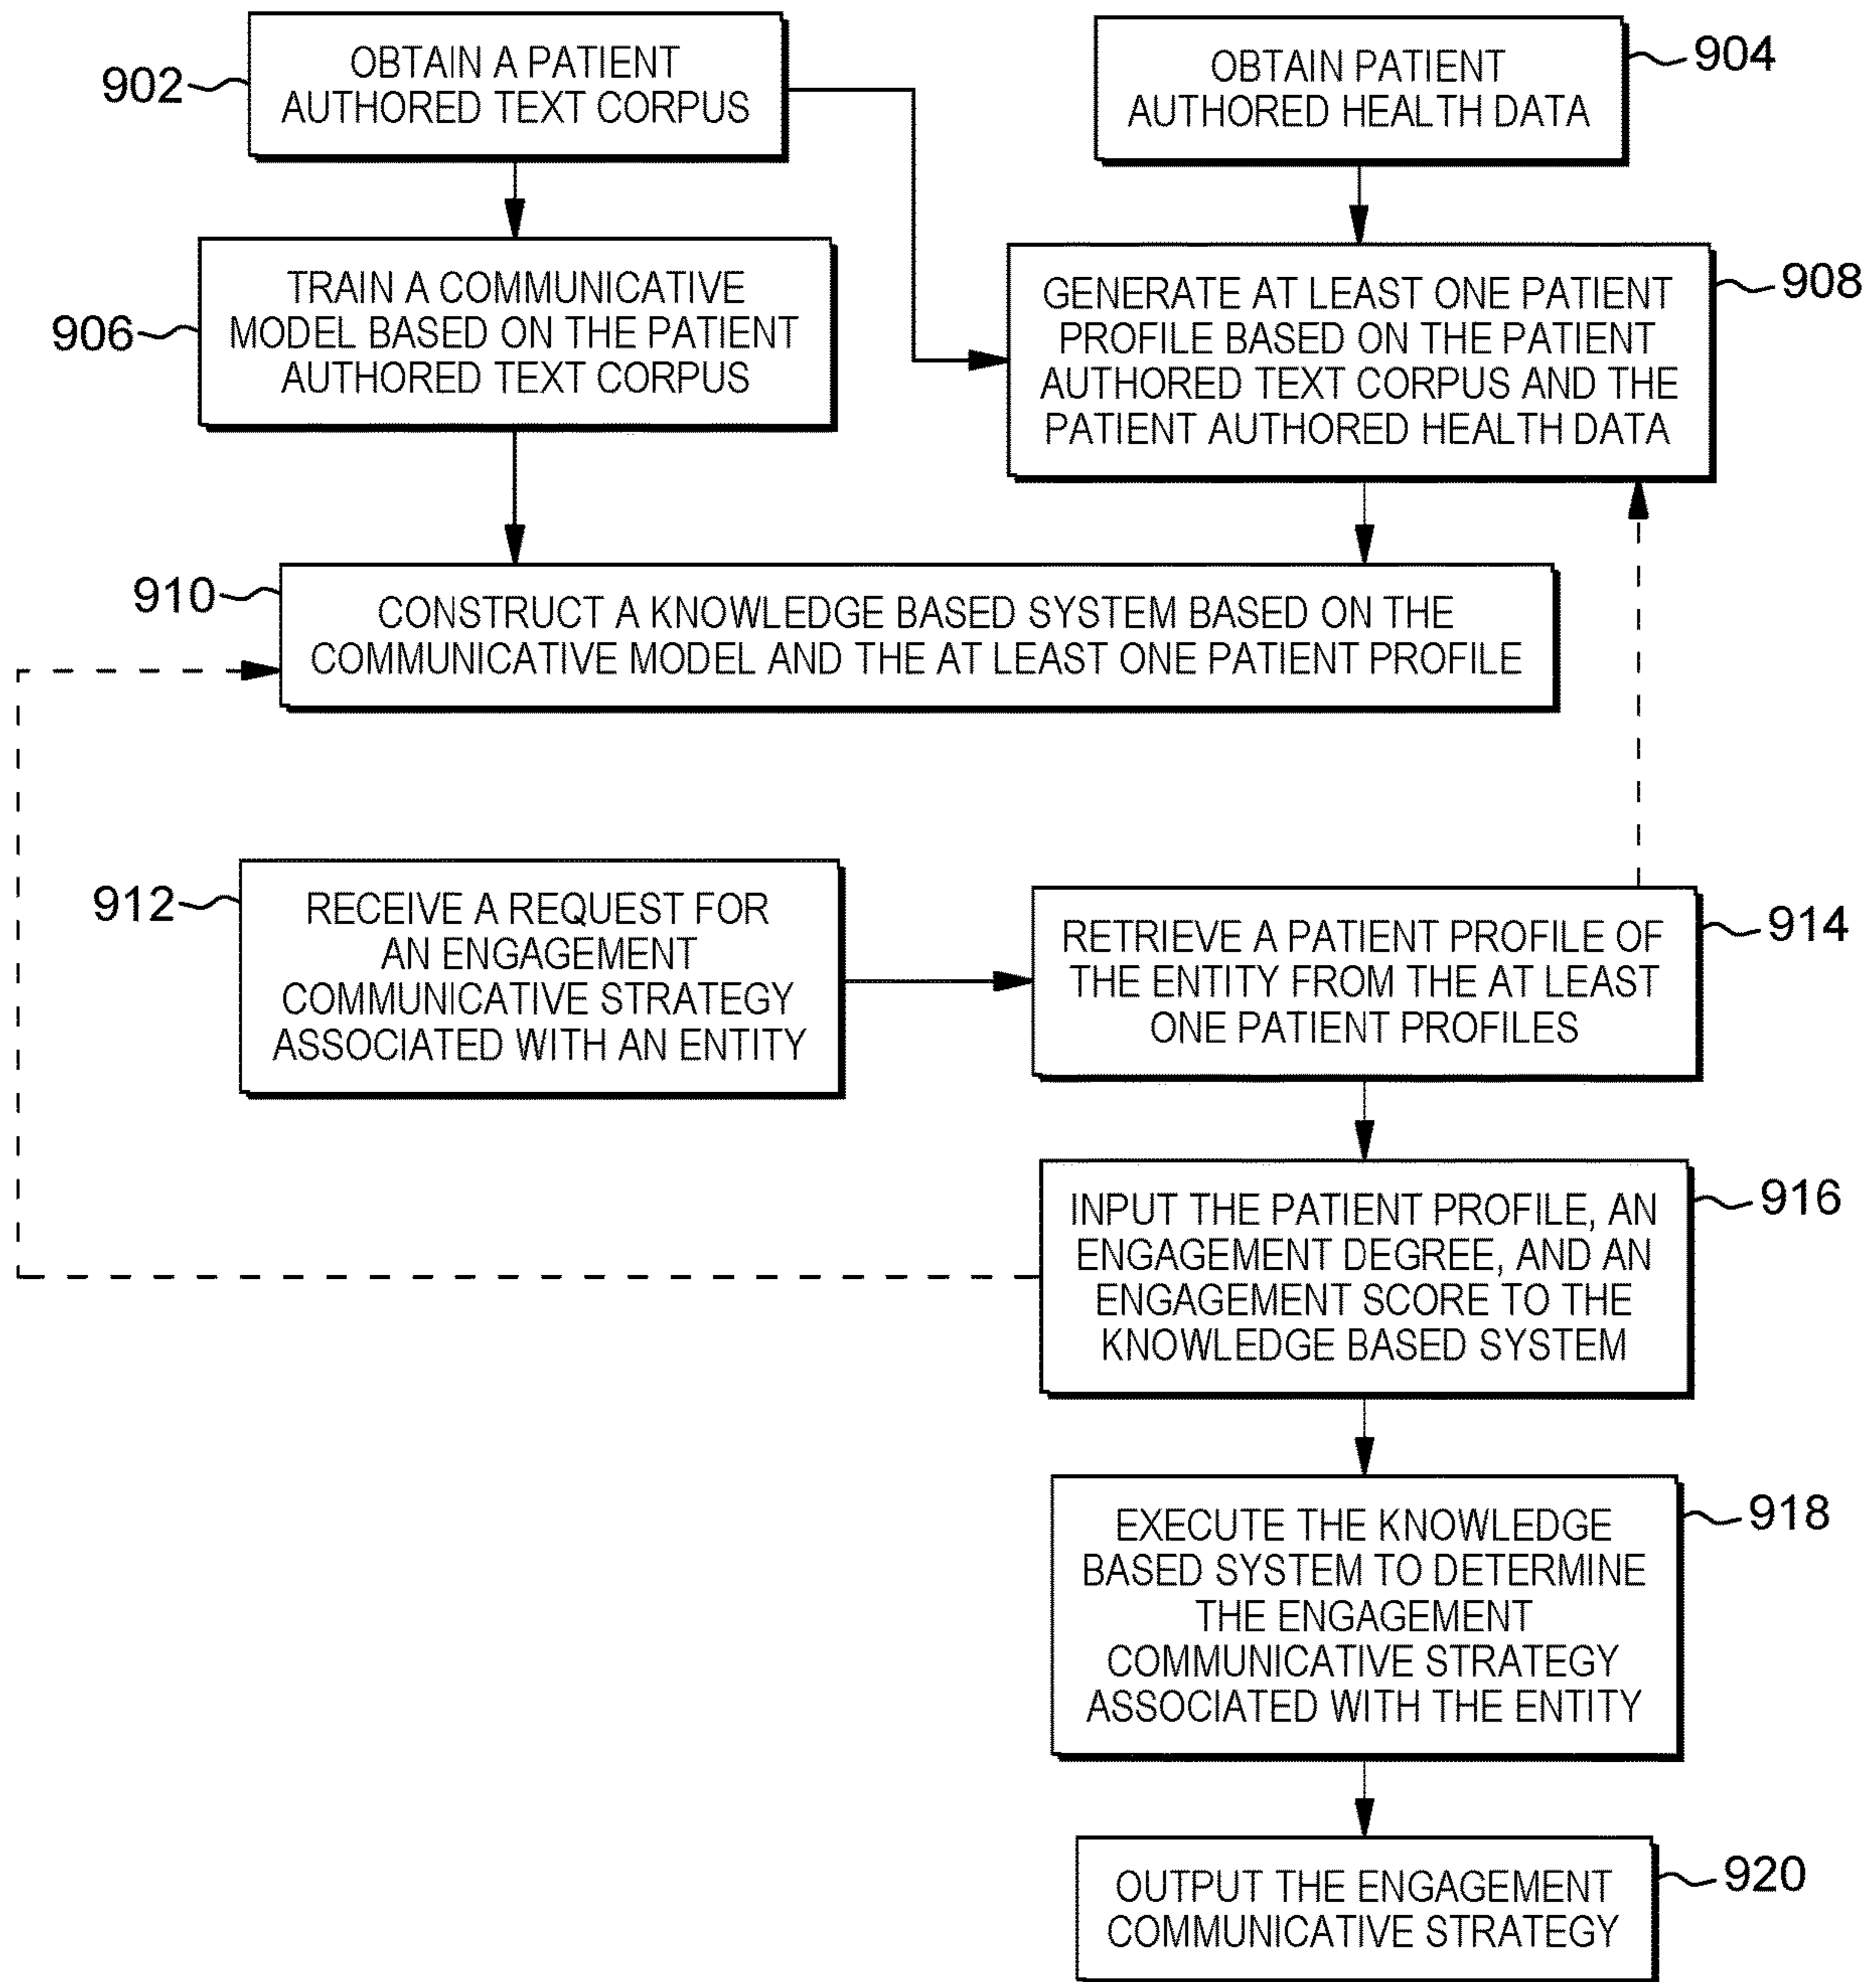 902
OBTAIN A PATIENT
AUTHORED TEXT CORPUS
904
OBTAIN PATIENT
AUTHORED HEALTH DATA
906
TRAIN A COMMUNICATIVE
MODEL BASED ON THE PATIENT
AUTHORED TEXT CORPUS
908
GENERATE AT LEAST ONE PATIENT
PROFILE BASED ON THE PATIENT
AUTHORED TEXT CORPUS AND THE
PATIENT AUTHORED HEALTH DATA
910
CONSTRUCT A KNOWLEDGE BASED SYSTEM BASED ON THE
COMMUNICATIVE MODEL AND THE AT LEAST ONE PATIENT PROFILE
912
RECEIVE A REQUEST FOR
AN ENGAGEMENT
COMMUNICATIVE STRATEGY
ASSOCIATED WITH AN ENTITY
914
RETRIEVE A PATIENT PROFILE OF
THE ENTITY FROM THE AT LEAST
ONE PATIENT PROFILES
916
INPUT THE PATIENT PROFILE, AN
ENGAGEMENT DEGREE, AND AN
ENGAGEMENT SCORE TO THE
KNOWLEDGE BASED SYSTEM
918
EXECUTE THE KNOWLEDGE
BASED SYSTEM TO DETERMINE
THE ENGAGEMENT
COMMUNICATIVE STRATEGY
ASSOCIATED WITH THE ENTITY
920
OUTPUT THE ENGAGEMENT
COMMUNICATIVE STRATEGY